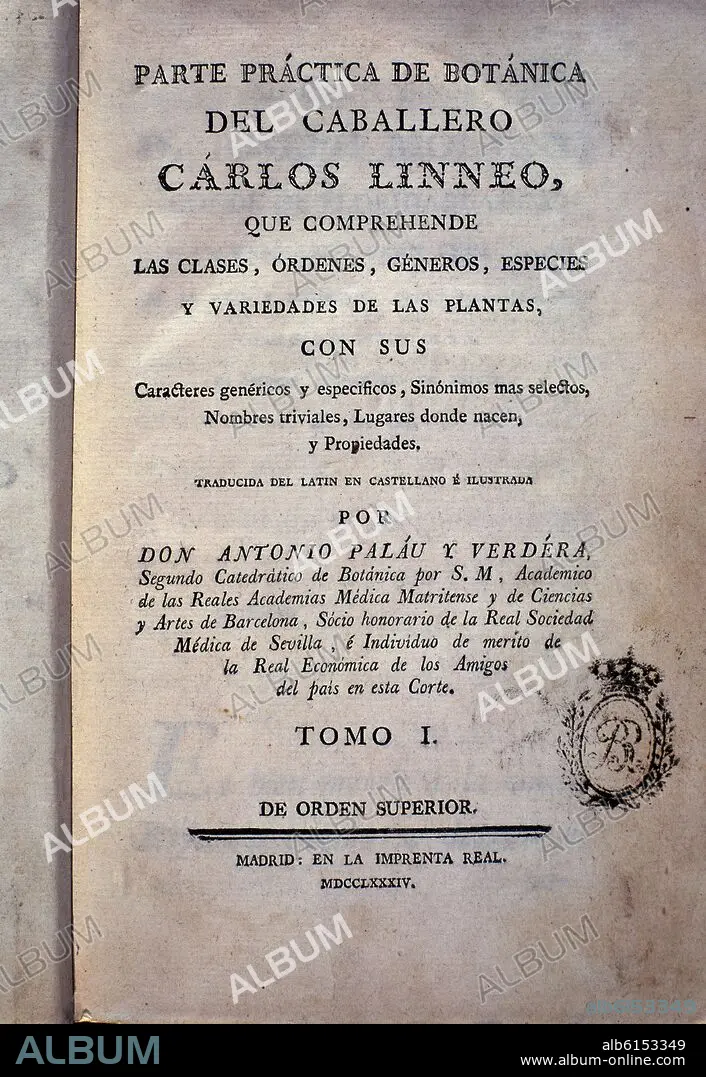 PARTE PRÁCTICA DE BOTÁNICA
DEL CABALLERO
CÁRLOS LINNEO,
QUE COMPREHENDE
LAS CLASES, ÓRDENES, GÉNEROS, ESPECIES
Y VARIEDADES DE LAS PLANTAS,
CON SUS
Caracteres genéricos y especificos, Sinónimos mas selectos,
Nombres triviales, Lugares donde nacen,
y Propiedades.
TRADUCIDA DEL LATIN EN CASTELLANO É ILUSTRADA
POR
DON ANTONIO PALÁU Y VERDÉRA,
Segundo Catedrático de Botánica por S. M, Academico
de las Reales Academias Médica Matritense y de Ciencias
y Artes de Barcelona, Sócio honorario de la Real Sociedad
Médica de Sevilla, é Individuo de merito de
la Real Económica de los Amigos
del país en esta Corte.
TOMO I.
DE ORDEN SUPERIOR.
MADRID: EN LA IMPRENTA REAL.
MDCCLXXXIV.
ALBUM
alb6153349
www.album-online.com